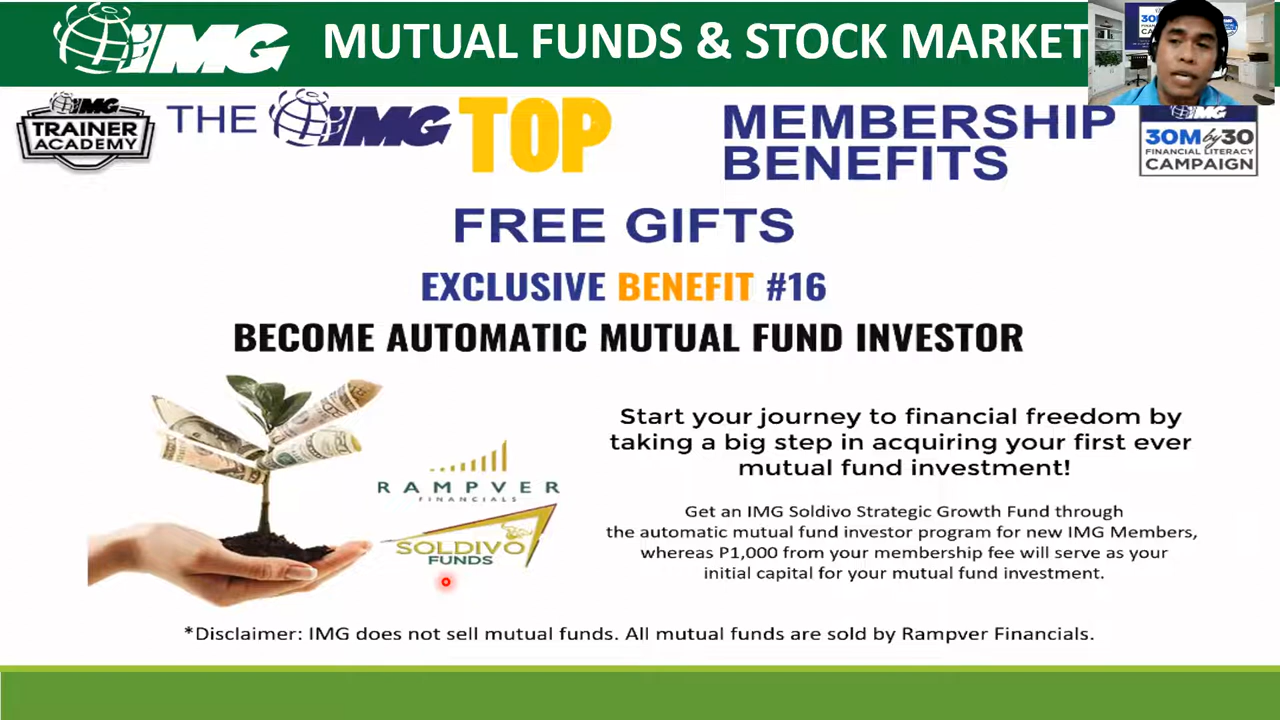 IMG MUTUAL FUNDS & STOCK MARKET
IMG
TRAINER
ACADEMY
THE IMG TOP
MEMBERSHIP
BENEFITS
IMG
30M by 30
FINANCIAL LITERACY
CAMPAIGN
FREE GIFTS
EXCLUSIVE BENEFIT #16
BECOME AUTOMATIC MUTUAL FUND INVESTOR
RAMPVER
FINANCIALS
SOLDIVO
FUNDS
Start your journey to financial freedom by
taking a big step in acquiring your first ever
mutual fund investment!
Get an IMG Soldivo Strategic Growth Fund through
the automatic mutual fund investor program for new IMG Members,
whereas P1,000 from your membership fee will serve as your
initial capital for your mutual fund investment.
*Disclaimer: IMG does not sell mutual funds. All mutual funds are sold by Rampver Financials.